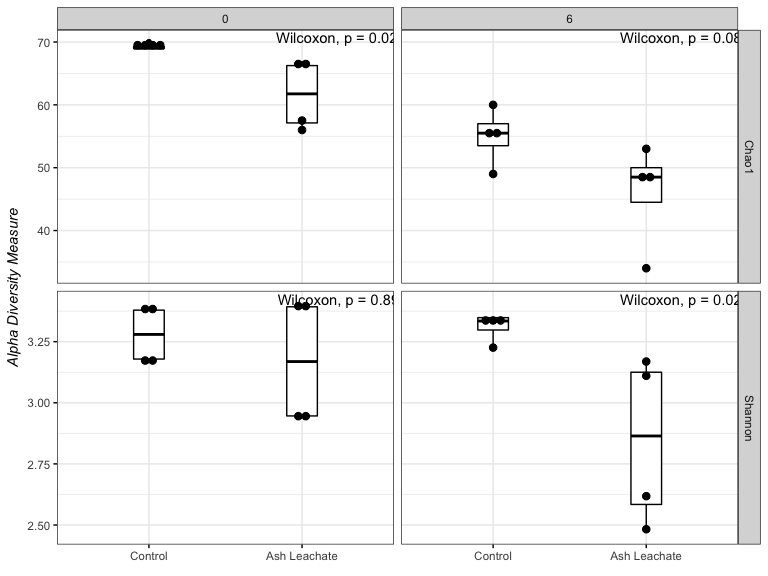 0
6
Wilcoxon, p = 0.02
Wilcoxon, p = 0.08
70
60
50
40
Chao1
Alpha Diversity Measure
Wilcoxon, p = 0.89
Wilcoxon, p = 0.02
3.25
3.00
2.75
2.50
Shannon
Control
Ash Leachate
Control
Ash Leachate